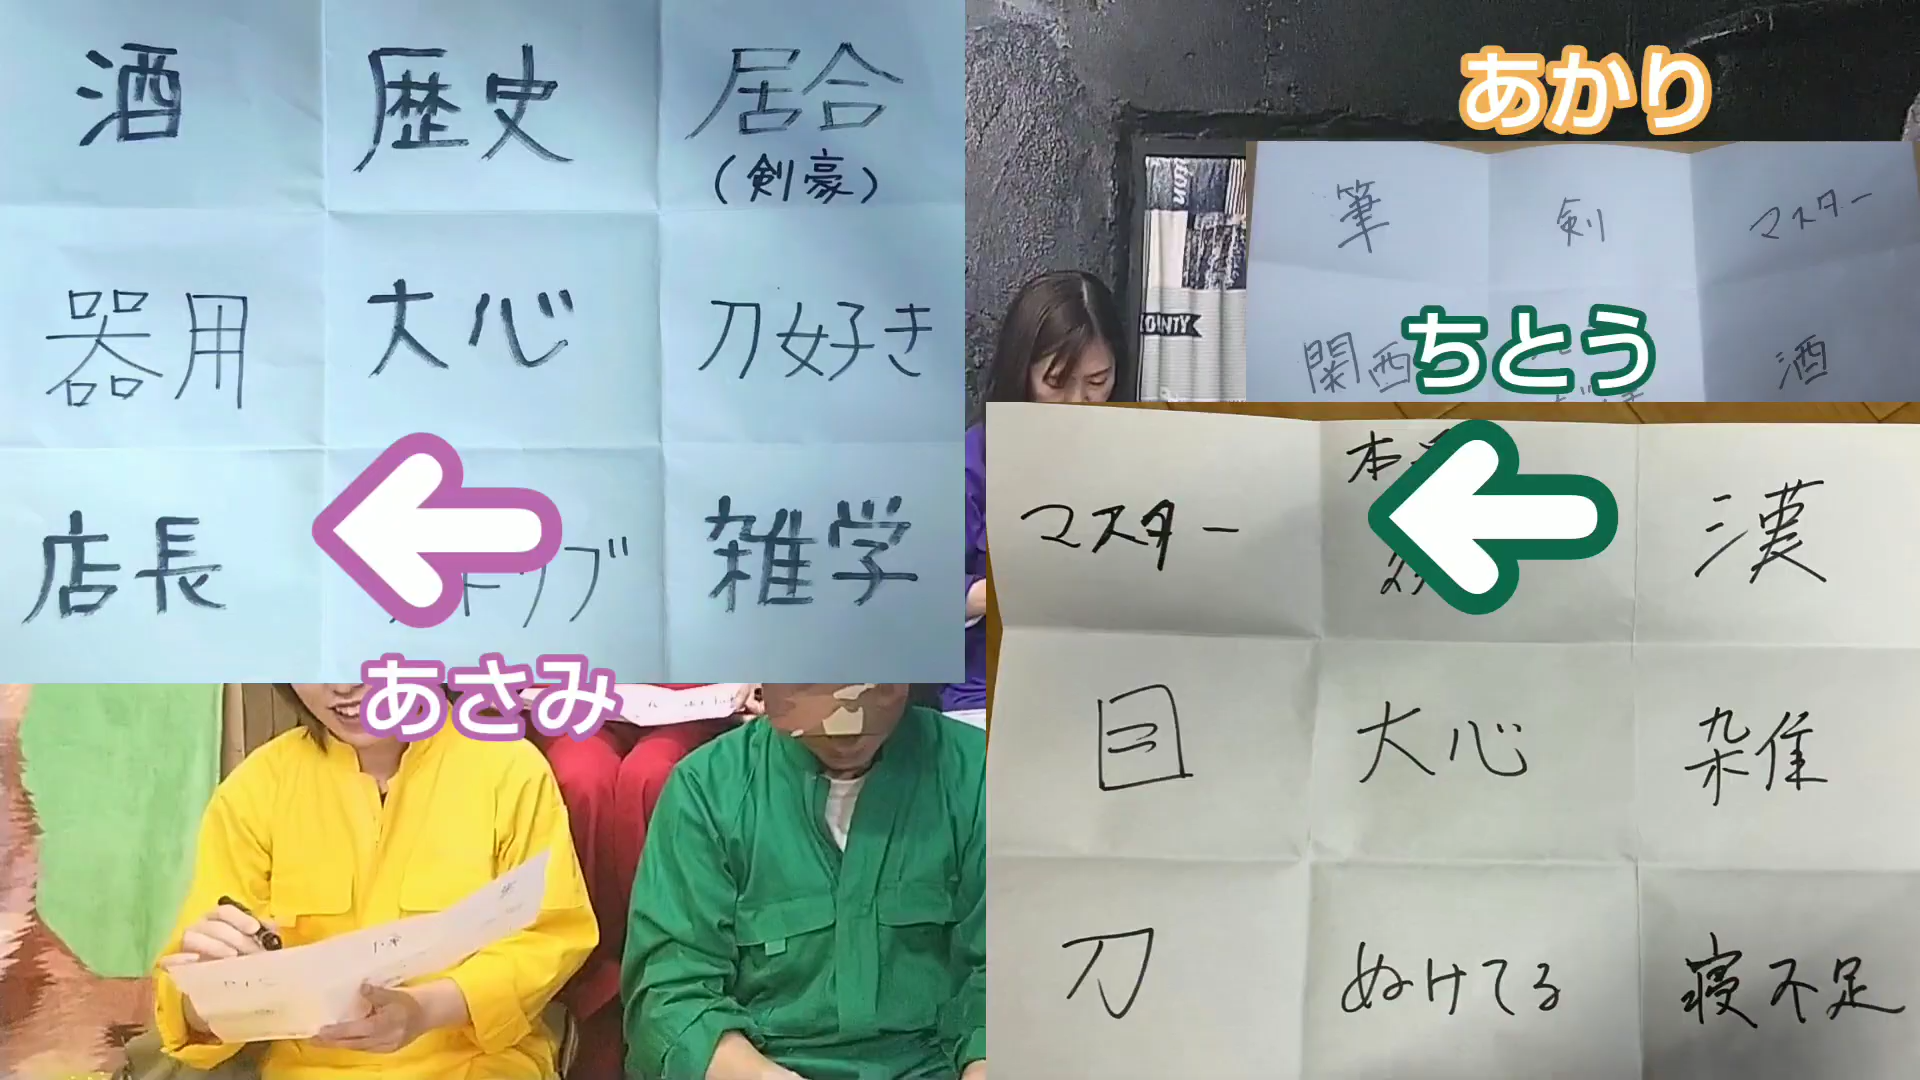 酒 歴史 居合
(剣豪)
器用 大心 刀好き
店長 雑学
あさみ
あかり
筆 剣 マスター
関西 酒
ちとう
マスター 漢
大心 雑
刀 ぬけてる 寝不足
OINTY